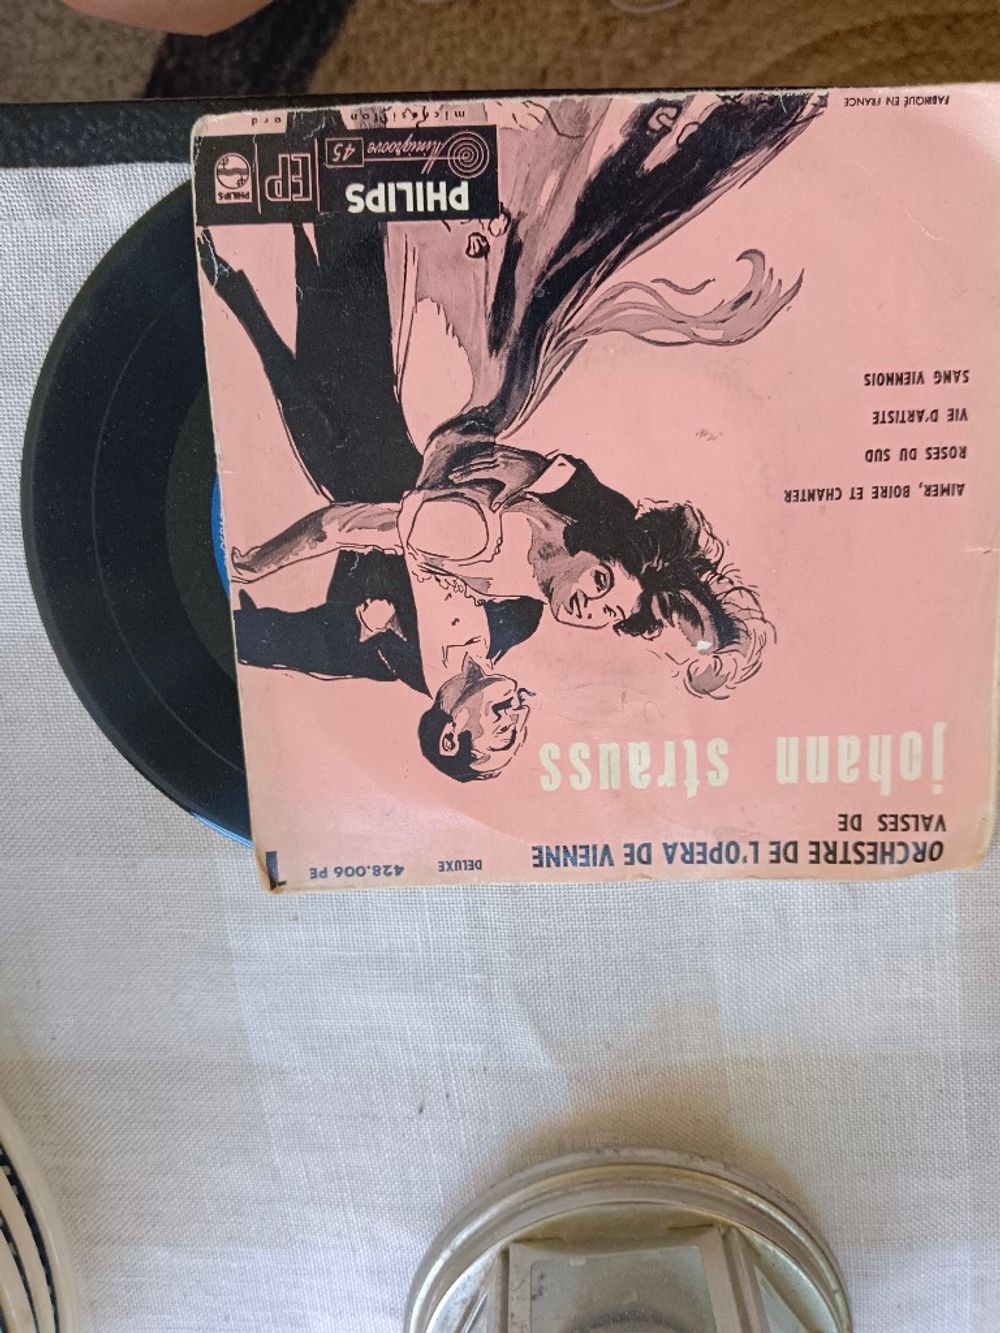 ORCHESTRE DE L'OPERA DE VIENNE DELUXE 428.006 PE
VALSES DE
johann strauss
AIMER, BOIRE ET CHANTER
ROSES DU SUD
VIE D'ARTISTE
SANG VIENNOIS
PHILIPS
Minigroove 45
EP
PHILIPS
FABRIQUÉ EN FRANCE